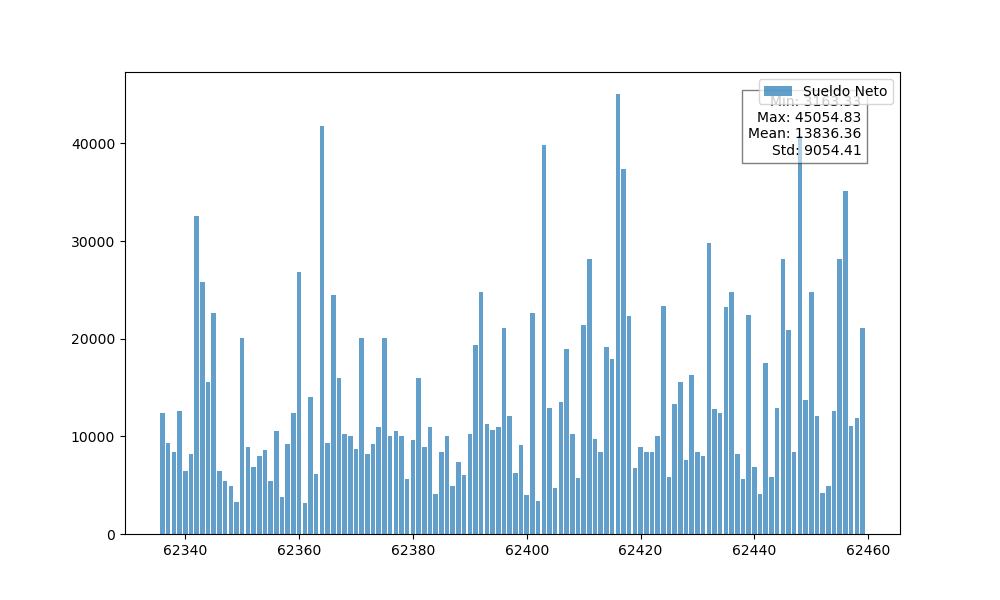 Sueldo Neto
Min: 3163.33
Max: 45054.83
Mean: 13836.36
Std: 9054.41
40000
30000
20000
10000
0
62340 62360 62380 62400 62420 62440 62460